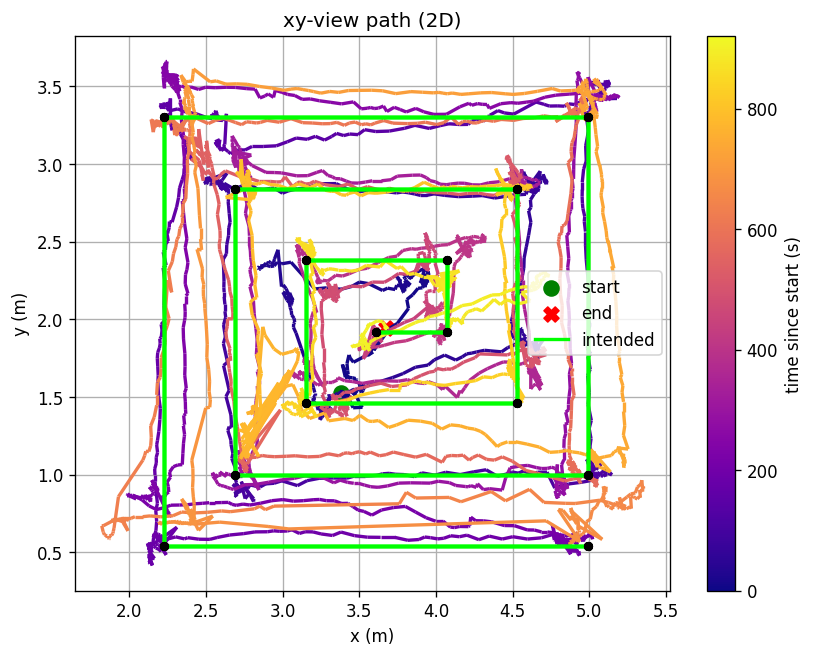 xy-view path (2D)
3.5
3.0
2.5
2.0
1.5
1.0
0.5
y (m)
2.0
2.5
3.0
3.5
4.0
4.5
5.0
5.5
x (m)
start
end
intended
800
600
400
200
0
time since start (s)